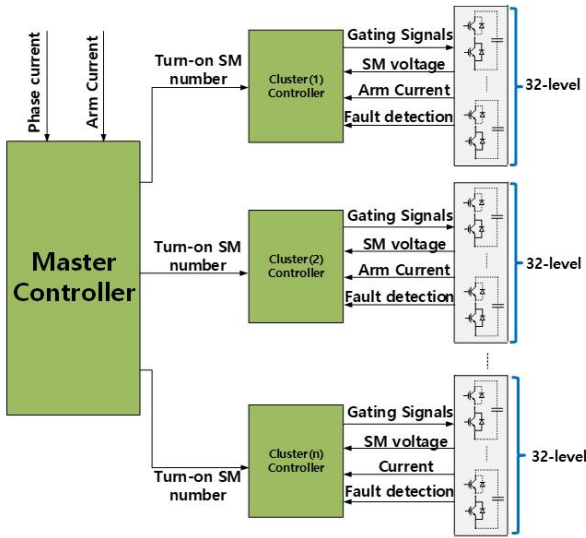 Phase current
Arm Current
Master
Controller
Turn-on SM
number
Cluster(1)
Controller
Gating Signals
SM voltage
Arm Current
Fault detection
32-level
Turn-on SM
number
Cluster(2)
Controller
Gating Signals
SM voltage
Arm Current
Fault detection
32-level
Turn-on SM
number
Cluster(n)
Controller
Gating Signals
SM voltage
Current
Fault detection
32-level